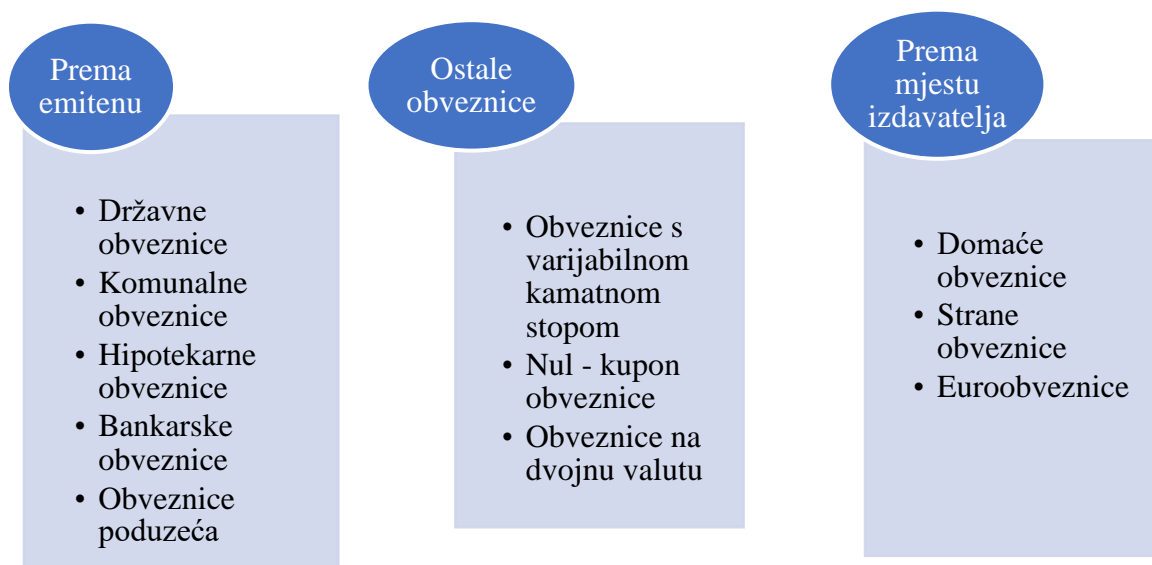 Prema
emitenu
• Državne
obveznice
• Komunalne
obveznice
• Hipotekarne
obveznice
• Bankarske
obveznice
• Obveznice
poduzeća
Ostale
obveznice
• Obveznice s
varijabilnom
kamatnom
stopom
• Nul - kupon
obveznice
• Obveznice na
dvojnu valutu
Prema
mjestu
izdavatelja
• Domaće
obveznice
• Strane
obveznice
• Euroobveznice